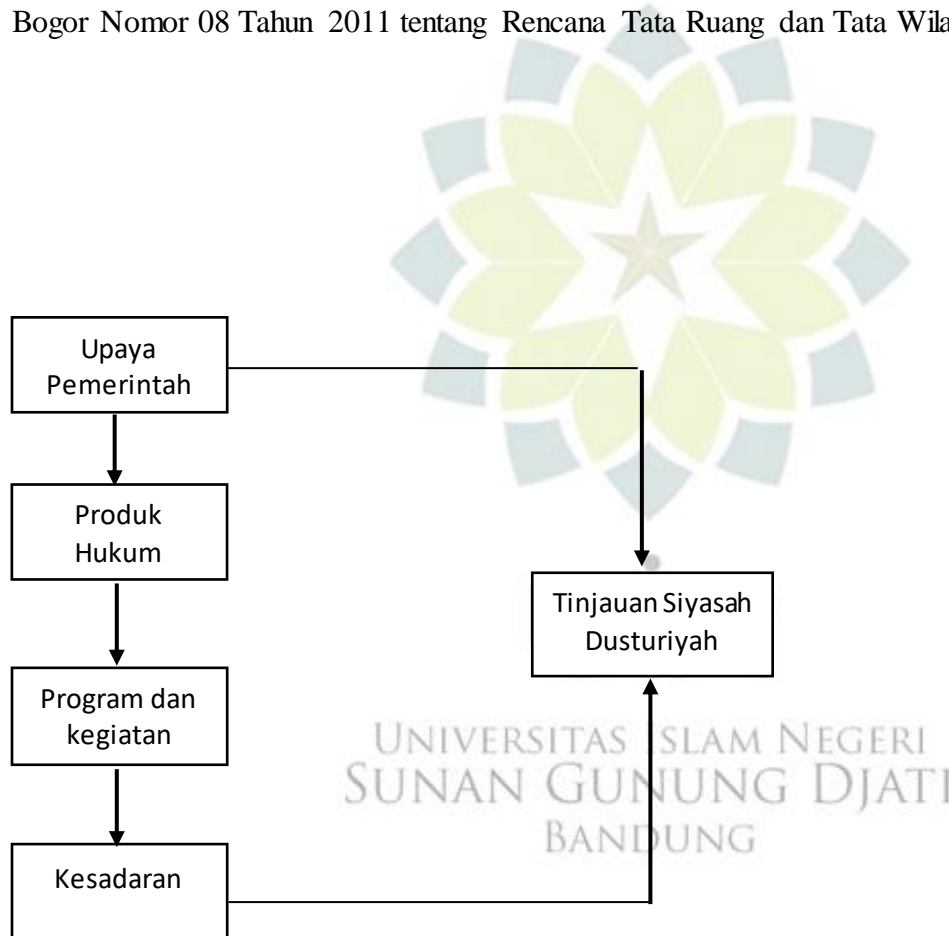 Bogor Nomor 08 Tahun 2011 tentang Rencana Tata Ruang dan Tata
Upaya
Pemerintah
Produk
Hukum
Program dan
kegiatan
Kesadaran
Tinjauan Siyasah
Dusturiyah
UNIVERSITAS ISLAM NEGERI
SUNAN GUNUNG DJATI
BANDUNG